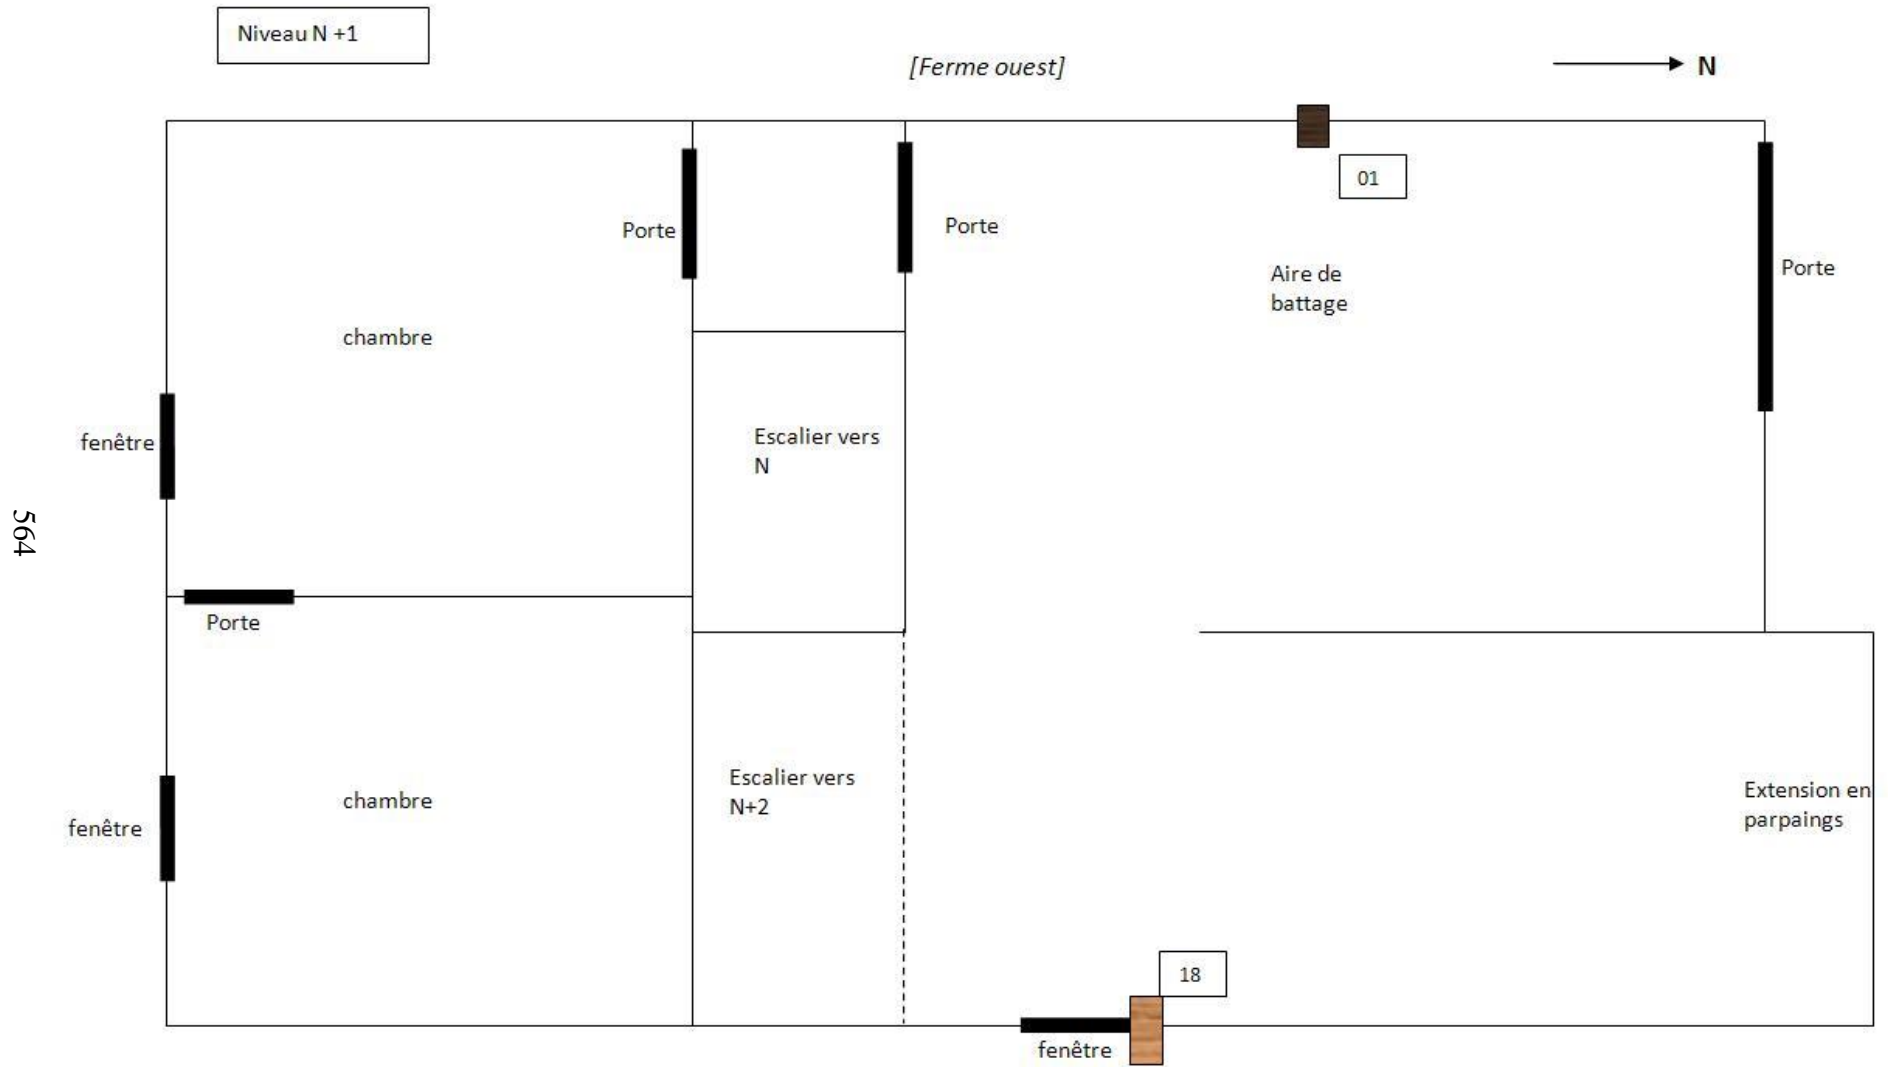 Niveau N +1
[Ferme ouest]
N
01
Porte
Porte
Aire de
battage
Porte
chambre
fenêtre
Escalier vers
N
564
Porte
chambre
fenêtre
Escalier vers
N+2
Extension en
parpaings
18
fenêtre